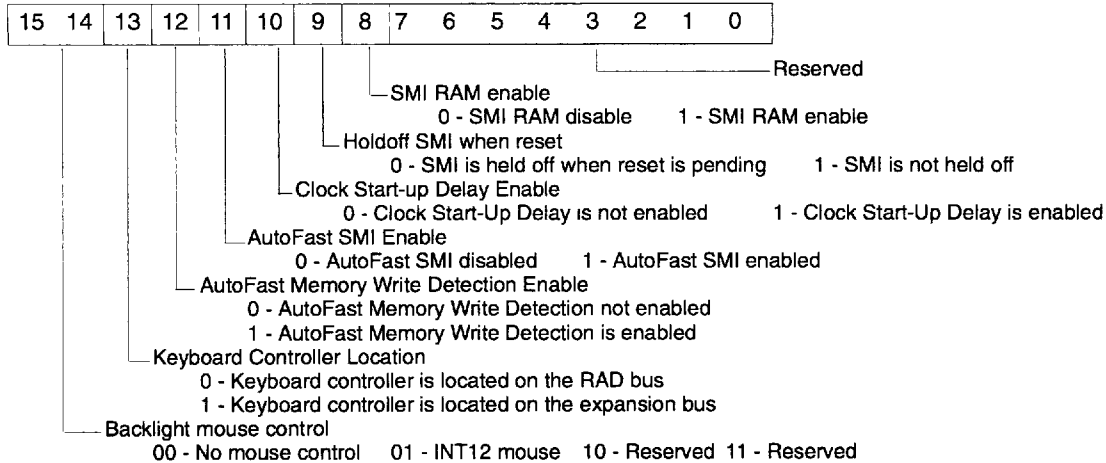 15 14 13 12 11 10 9 8 7 6 5 4 3 2 1 0
Reserved
SMI RAM enable
0 - SMI RAM disable 1 - SMI RAM enable
Holdoff SMI when reset
0 - SMI is held off when reset is pending 1 - SMI is not held off
Clock Start-up Delay Enable
0 - Clock Start-Up Delay is not enabled 1 - Clock Start-Up Delay is enabled
AutoFast SMI Enable
0 - AutoFast SMI disabled 1 - AutoFast SMI enabled
AutoFast Memory Write Detection Enable
0 - AutoFast Memory Write Detection not enabled
1 - AutoFast Memory Write Detection is enabled
Keyboard Controller Location
0 - Keyboard controller is located on the RAD bus
1 - Keyboard controller is located on the expansion bus
Backlight mouse control
00 - No mouse control 01 - INT12 mouse 10 - Reserved 11 - Reserved